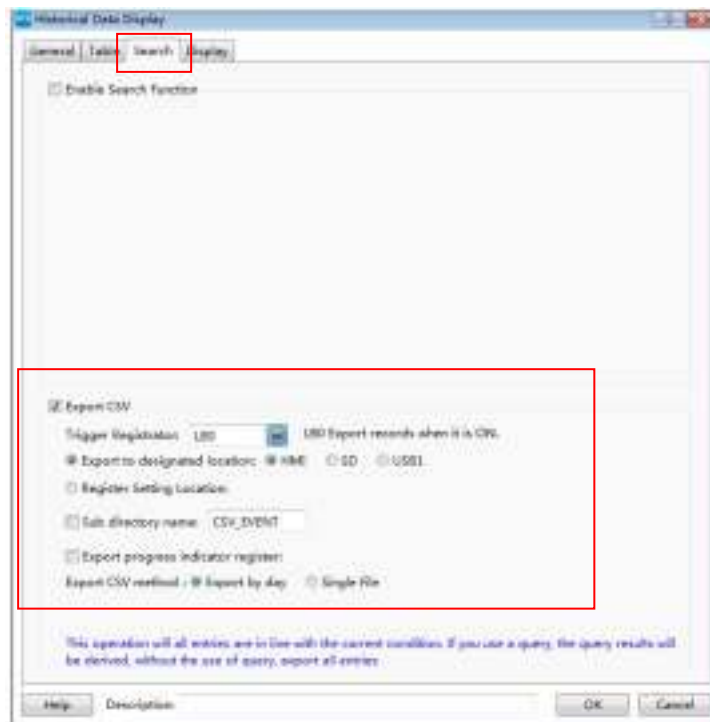 Historical Data Display
General Table Search Display
Enable Search Function
Export CSV
Trigger Registration: LB0 LB0 Export records when it is ON.
Export to designated location: HMI SD USB1
Register Setting Location:
Sub directory name: CSV_EVENT
Export progress indicator register:
Export CSV method : Export by day Single File
This operation will all entries are in line with the current condition. If you use a query, the query results will
be derived, without the use of query, export all entries
Help Description: OK Cancel